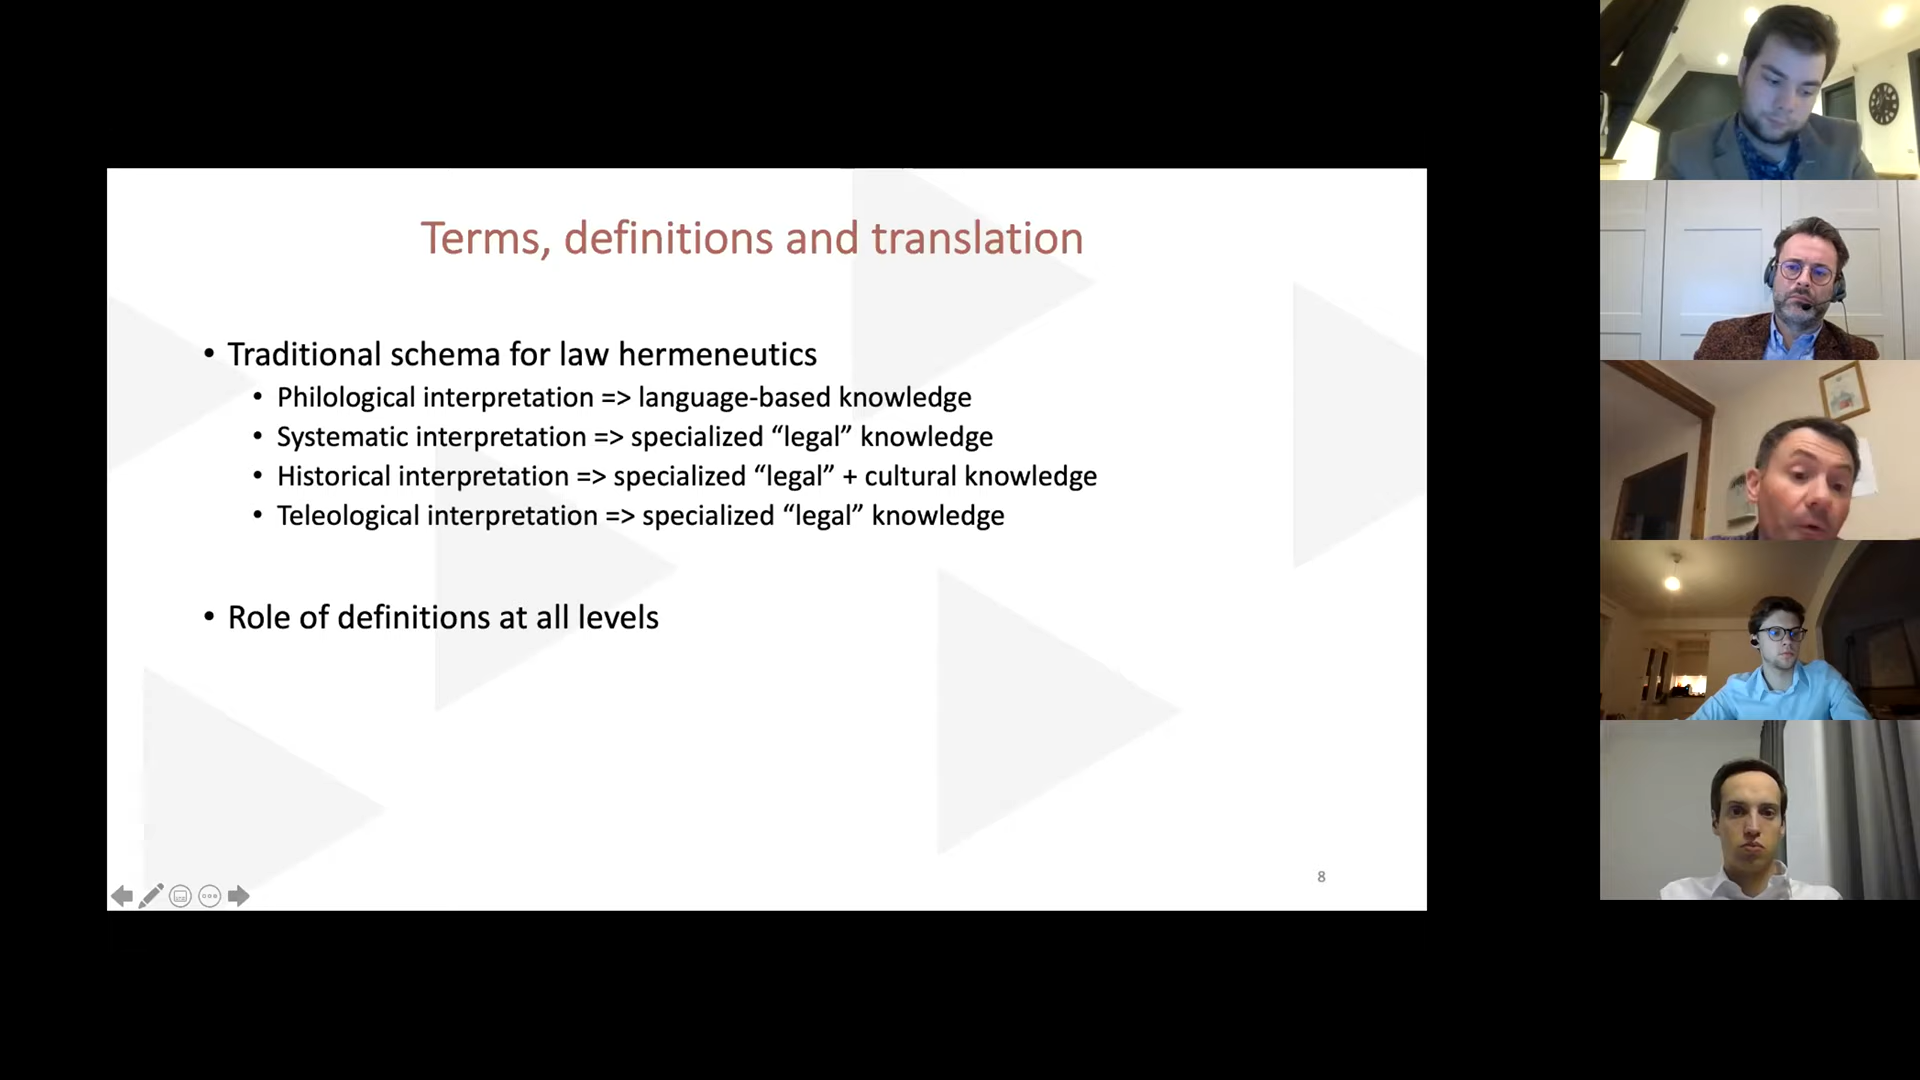 Terms, definitions and translation
• Traditional schema for law hermeneutics
• Philological interpretation => language-based knowledge
• Systematic interpretation => specialized “legal” knowledge
• Historical interpretation => specialized “legal” + cultural knowledge
• Teleological interpretation => specialized “legal” knowledge
• Role of definitions at all levels
8